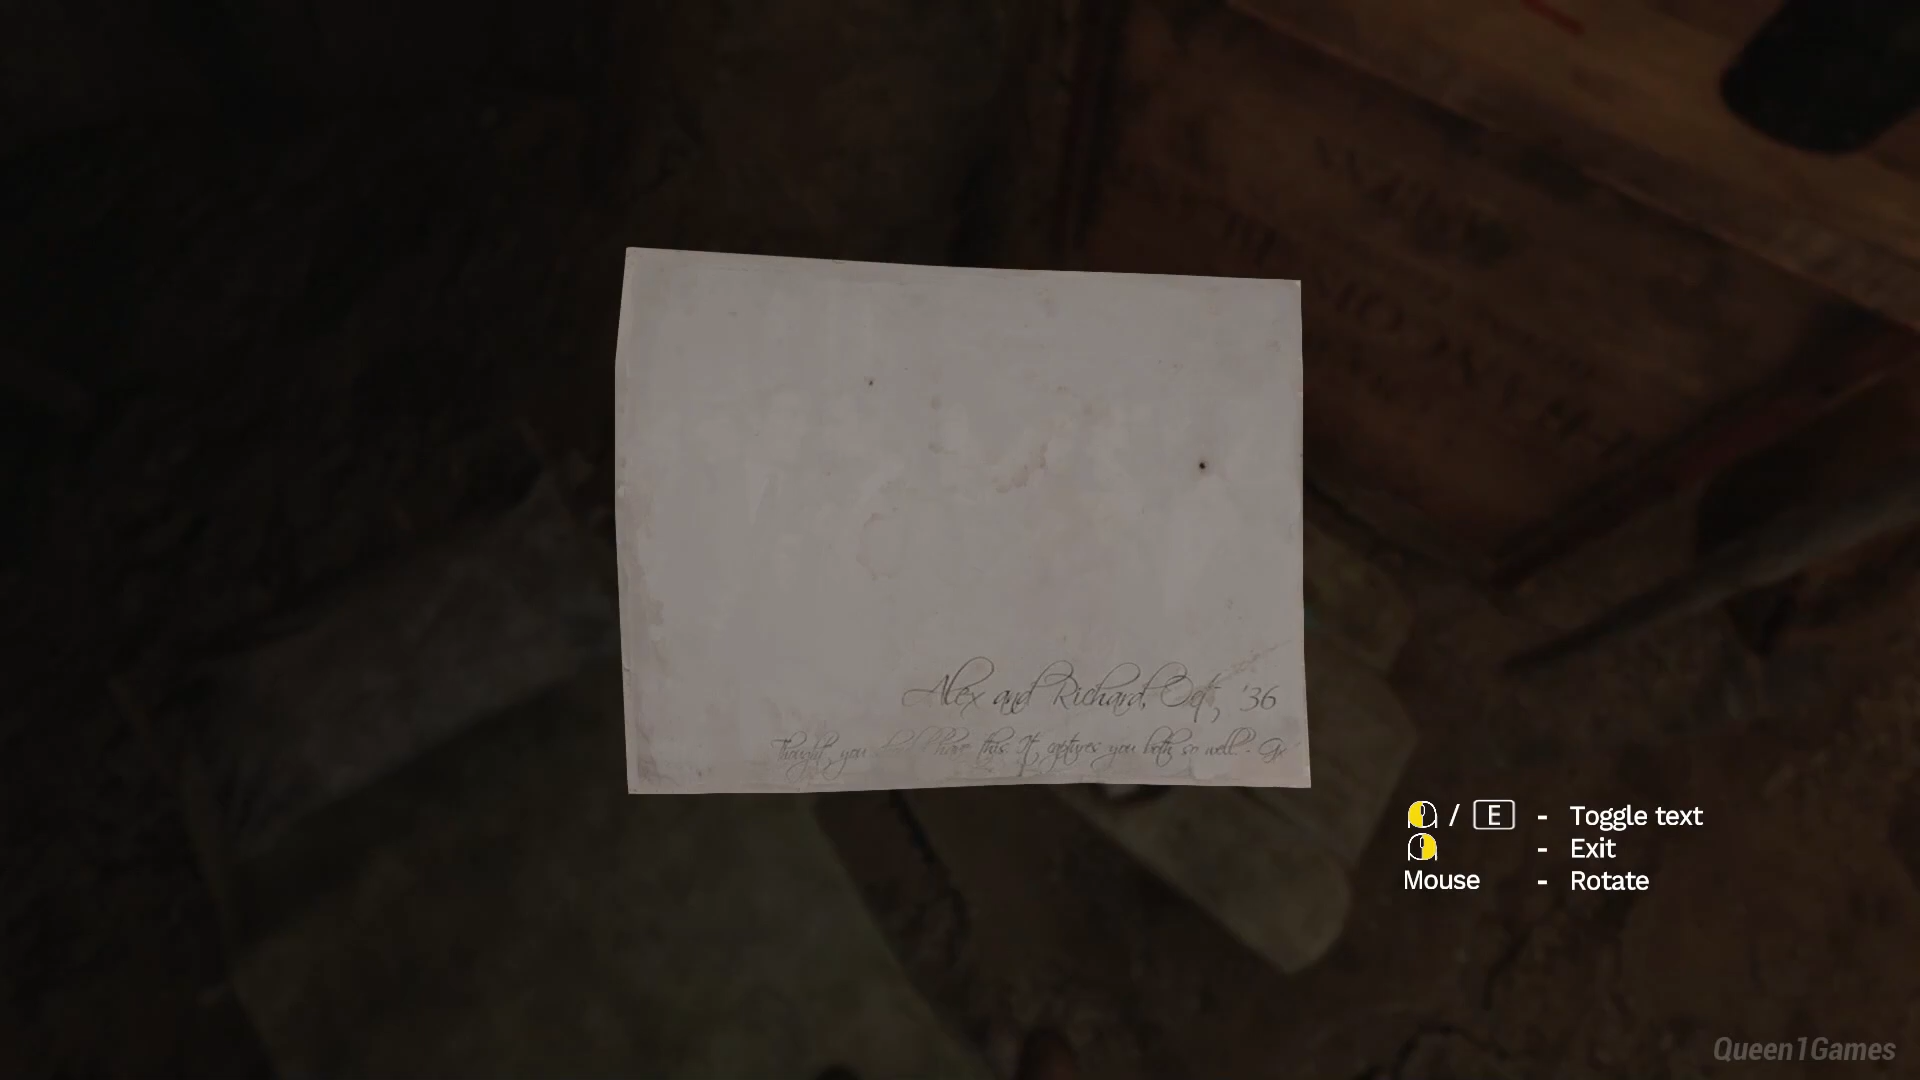 Alex and Richard, Oct, '36
Thought you have this. It captures you both so well. - Gx
/ E - Toggle text
- Exit
Mouse - Rotate
Queen1Games